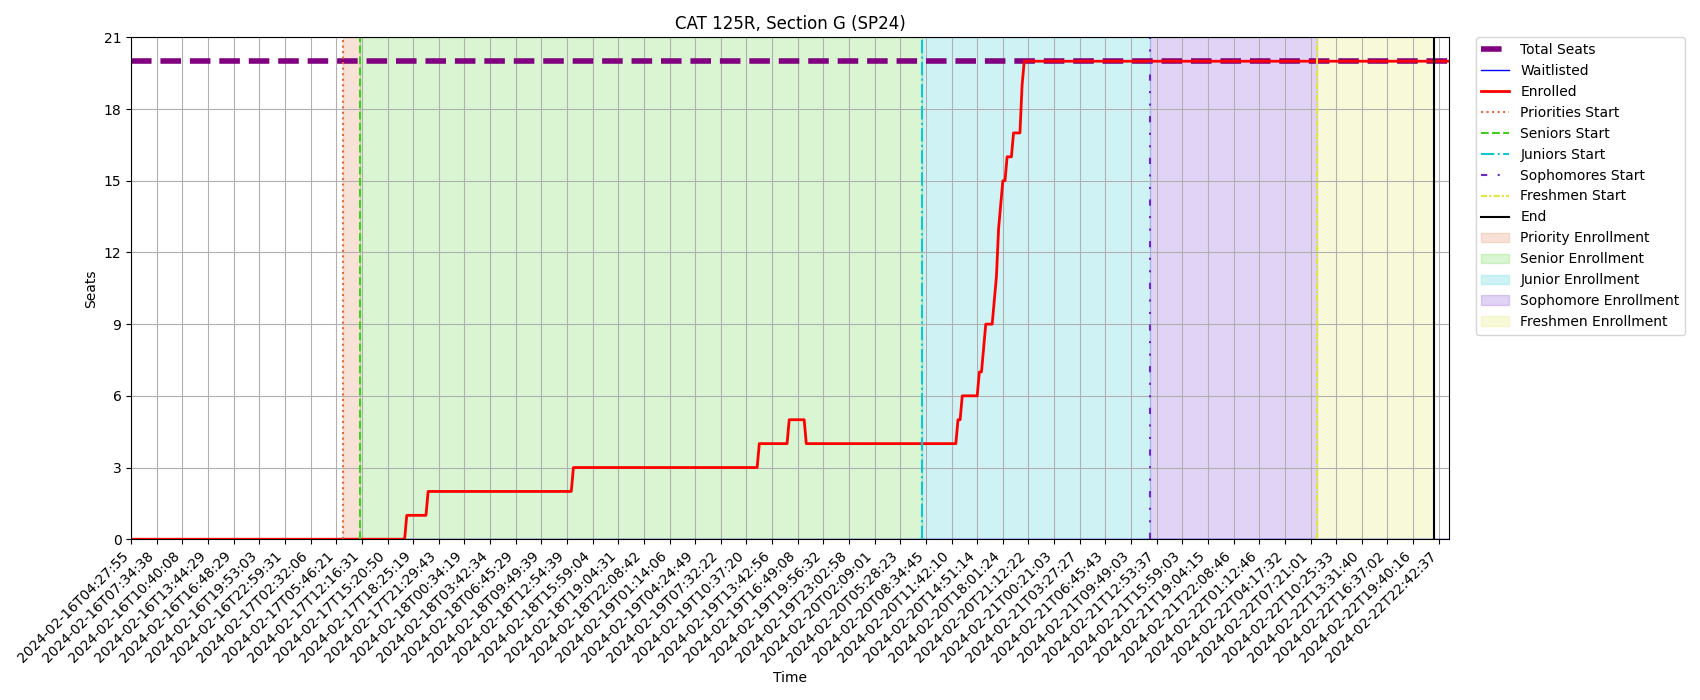 CAT 125R, Section G (SP24)
21
18
15
12
9
6
3
0
Seats
2024-02-16T04:27:55
2024-02-16T07:34:38
2024-02-16T10:40:08
2024-02-16T13:44:29
2024-02-16T16:48:29
2024-02-16T19:53:03
2024-02-16T22:59:31
2024-02-17T02:32:06
2024-02-17T05:46:21
2024-02-17T12:16:31
2024-02-17T15:20:50
2024-02-17T18:25:19
2024-02-17T21:29:43
2024-02-18T00:34:19
2024-02-18T03:42:34
2024-02-18T06:45:29
2024-02-18T09:49:39
2024-02-18T12:54:39
2024-02-18T15:59:04
2024-02-18T19:04:31
2024-02-18T22:08:42
2024-02-19T01:14:06
2024-02-19T04:24:49
2024-02-19T07:32:22
2024-02-19T10:37:20
2024-02-19T13:42:56
2024-02-19T16:49:08
2024-02-19T19:56:32
2024-02-19T23:02:58
2024-02-20T02:09:01
2024-02-20T05:28:23
2024-02-20T08:34:45
2024-02-20T11:42:10
2024-02-20T14:51:14
2024-02-20T18:01:24
2024-02-20T21:12:22
2024-02-21T00:21:03
2024-02-21T03:27:27
2024-02-21T06:45:43
2024-02-21T09:49:03
2024-02-21T12:53:37
2024-02-21T15:59:03
2024-02-21T19:04:15
2024-02-21T22:08:46
2024-02-22T01:12:46
2024-02-22T04:17:32
2024-02-22T07:21:01
2024-02-22T10:25:33
2024-02-22T13:31:40
2024-02-22T16:37:02
2024-02-22T19:40:16
2024-02-22T22:42:37
Time
Total Seats
Waitlisted
Enrolled
Priorities Start
Seniors Start
Juniors Start
Sophomores Start
Freshmen Start
End
Priority Enrollment
Senior Enrollment
Junior Enrollment
Sophomore Enrollment
Freshmen Enrollment